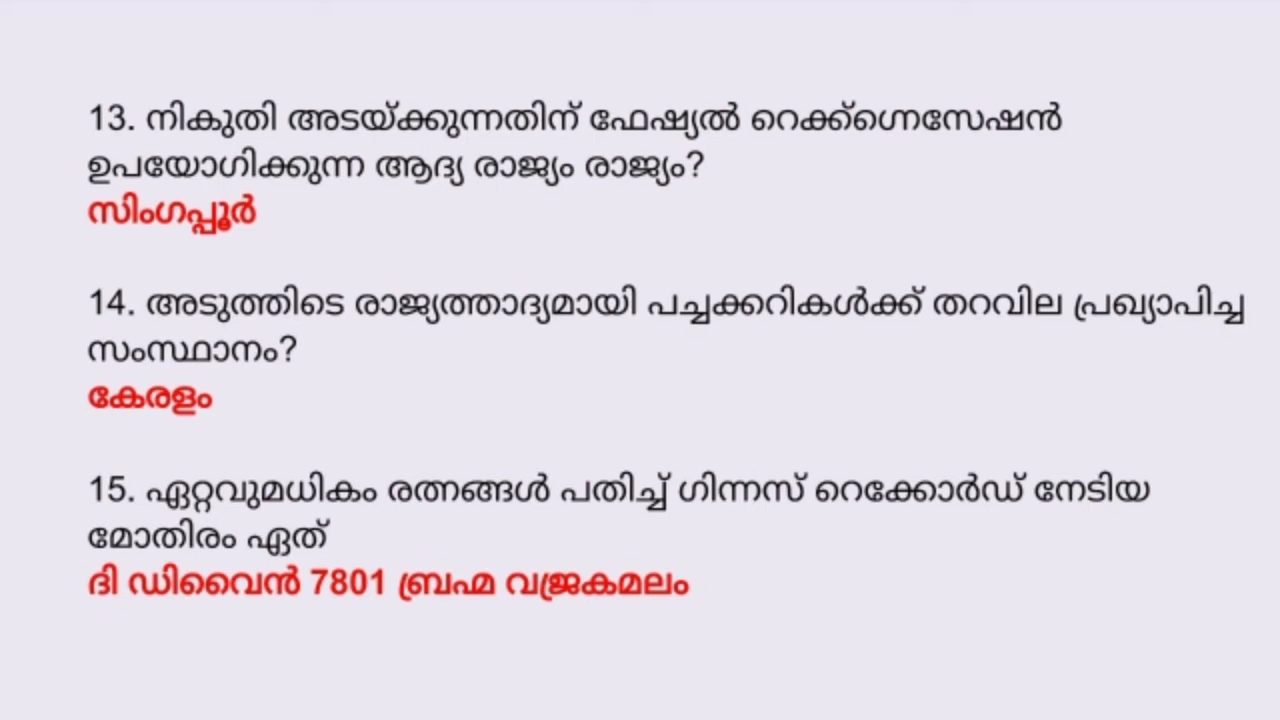 13. നികുതി അടയ്ക്കുന്നതിന് ഫേഷ്യൽ റെക്ക്ഗ്നെസേഷൻ
ഉപയോഗിക്കുന്ന ആദ്യ രാജ്യം രാജ്യം?
സിംഗപ്പൂർ
14. അടുത്തിടെ രാജ്യത്താദ്യമായി പച്ചക്കറികൾക്ക് തറവില പ്രഖ്യാപിച്ച
സംസ്ഥാനം?
കേരളം
15. ഏറ്റവുമധികം രത്നങ്ങൾ പതിച്ച് ഗിന്നസ് റെക്കോർഡ് നേടിയ
മോതിരം ഏത്
ദി ഡിവൈൻ 7801 ബ്രഹ്മ വജ്രകമലം